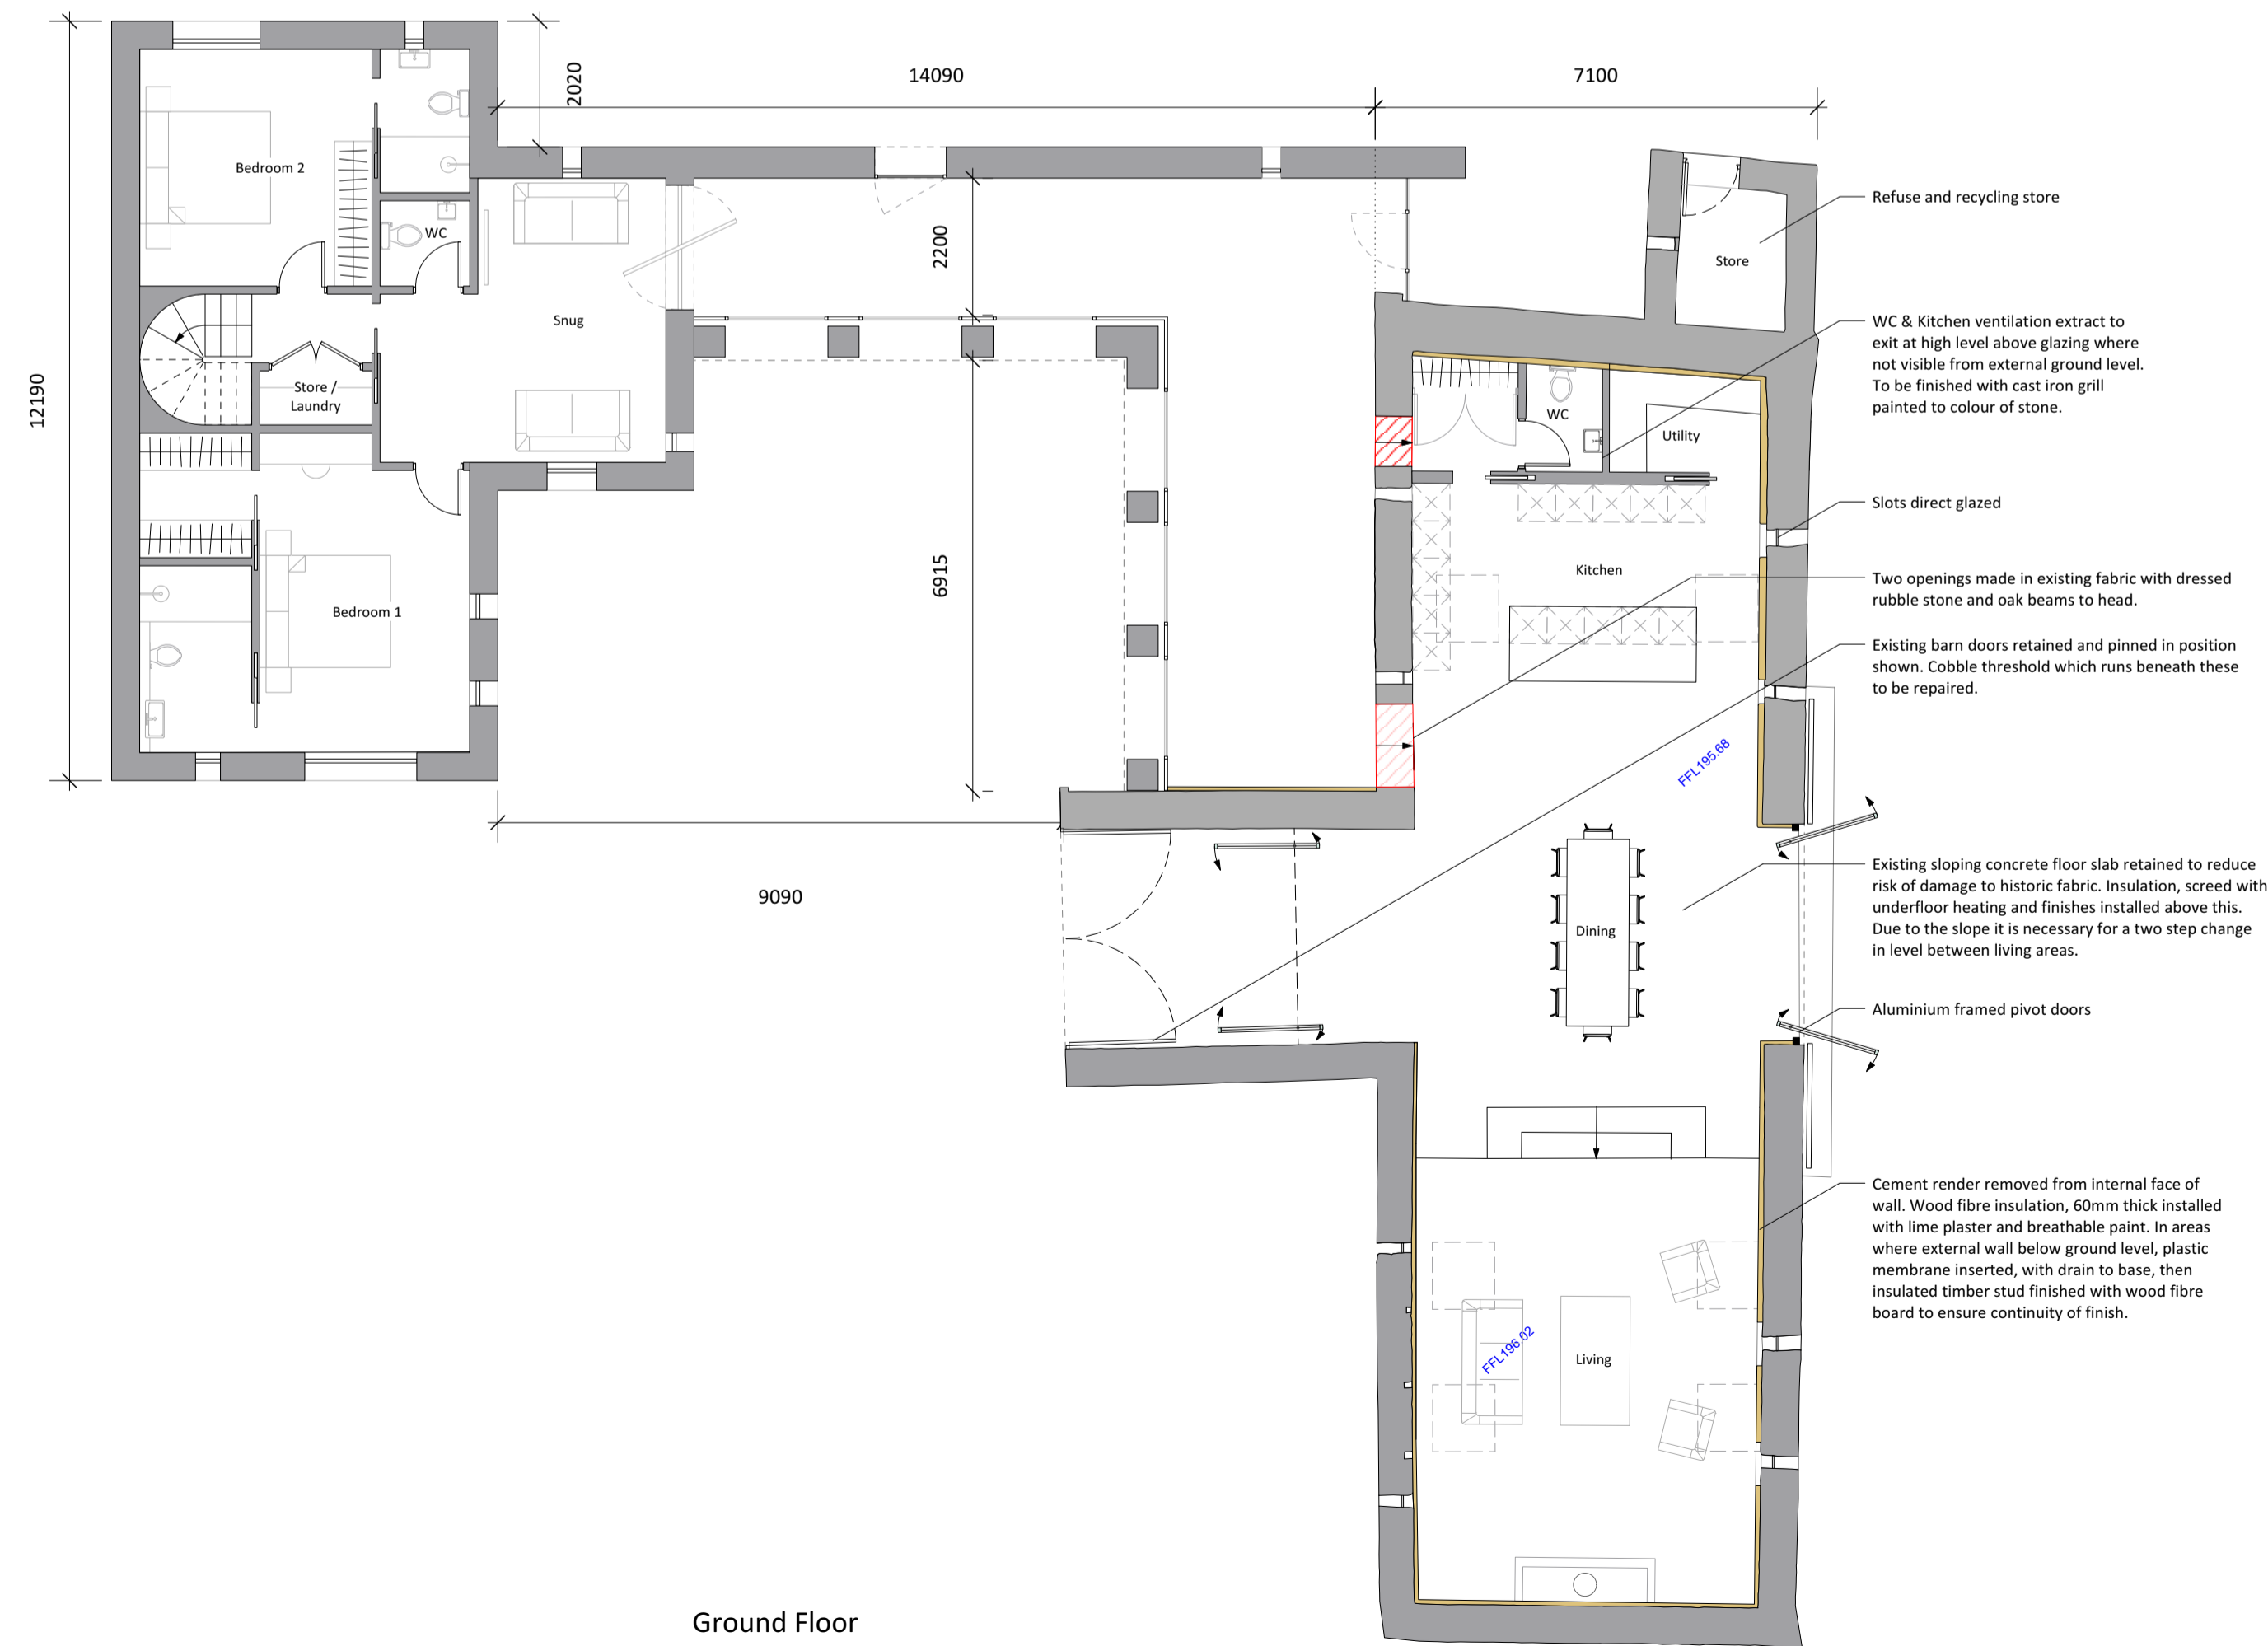 14090
7100
2020
12190
2200
6915
9090
Bedroom 2
WC
Snug
Store /
Laundry
Bedroom 1
Store
WC
Utility
Kitchen
FFL195.68
Dining
FFL196.02
Living
Refuse and recycling store
WC & Kitchen ventilation extract to
exit at high level above glazing where
not visible from external ground level.
To be finished with cast iron grill
painted to colour of stone.
Slots direct glazed
Two openings made in existing fabric with dressed
rubble stone and oak beams to head.
Existing barn doors retained and pinned in position
shown. Cobble threshold which runs beneath these
to be repaired.
Existing sloping concrete floor slab retained to reduce
risk of damage to historic fabric. Insulation, screed with
underfloor heating and finishes installed above this.
Due to the slope it is necessary for a two step change
in level between living areas.
Aluminium framed pivot doors
Cement render removed from internal face of
wall. Wood fibre insulation, 60mm thick installed
with lime plaster and breathable paint. In areas
where external wall below ground level, plastic
membrane inserted, with drain to base, then
insulated timber stud finished with wood fibre
board to ensure continuity of finish.
Ground Floor